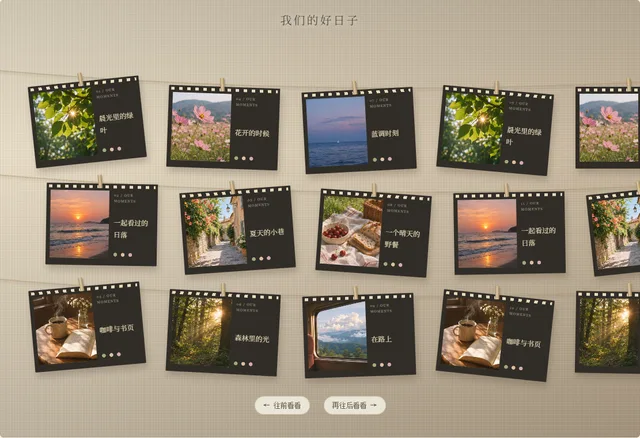 我们的好日子
晨光里的绿
叶
花开的时候
蓝调时刻
晨光里的绿
叶
一起看过的
日落
夏天的小巷
一个晴天的
野餐
一起看过的
日落
咖啡与书页
森林里的光
在路上
咖啡与书页
← 往前看看
再往后看看 →